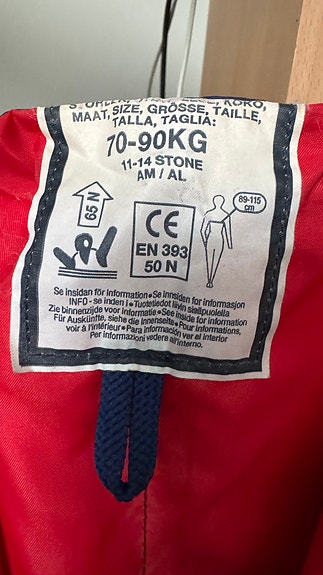 KOKO,
MAAT, SIZE, GRÖSSE, TAILLE,
TALLA, TAGLIA:
70-90KG
11-14 STONE
AM / AL
65 N
89-115
cm
CE
EN 393
50 N
Se insidan för Information • Se innsiden for informasjon
INFO - se inden i • Tuotetiedot liivin sisäpuolella
Zie binnenzijde voor informatie • See inside for information
Für Auskünfte, siehe die Innenseite • Pour informations,
voir à l'intérieur • Para información ver el interior
Per informazioni vedere all'interno.